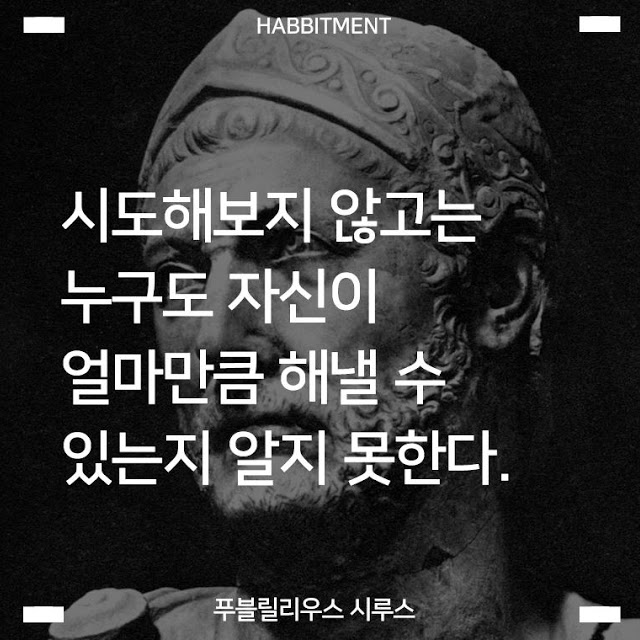 HABBITMENT
시도해보지 않고는
누구도 자신이
얼마만큼 해낼 수
있는지 알지 못한다.
푸블릴리우스 시루스